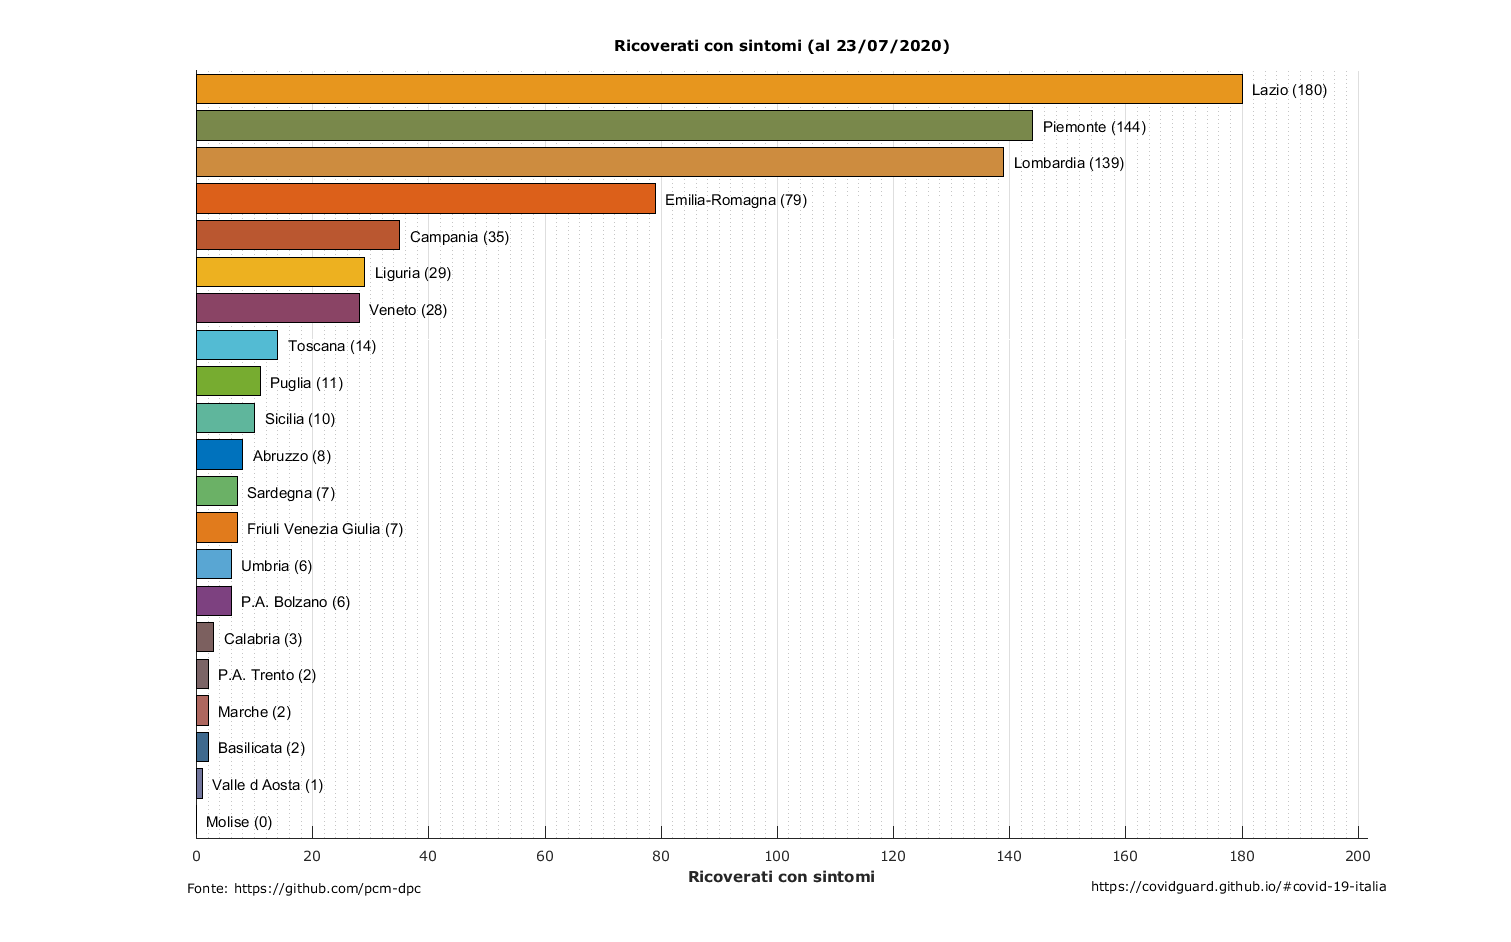 Ricoverati con sintomi (al 23/07/2020)
Lazio (180)
Piemonte (144)
Lombardia (139)
Emilia-Romagna (79)
Campania (35)
Liguria (29)
Veneto (28)
Toscana (14)
Puglia (11)
Sicilia (10)
Abruzzo (8)
Sardegna (7)
Friuli Venezia Giulia (7)
Umbria (6)
P.A. Bolzano (6)
Calabria (3)
P.A. Trento (2)
Marche (2)
Basilicata (2)
Valle d Aosta (1)
Molise (0)
0 20 40 60 80 100 120 140 160 180 200
Ricoverati con sintomi
Fonte: https://github.com/pcm-dpc
https://covidguard.github.io/#covid-19-italia